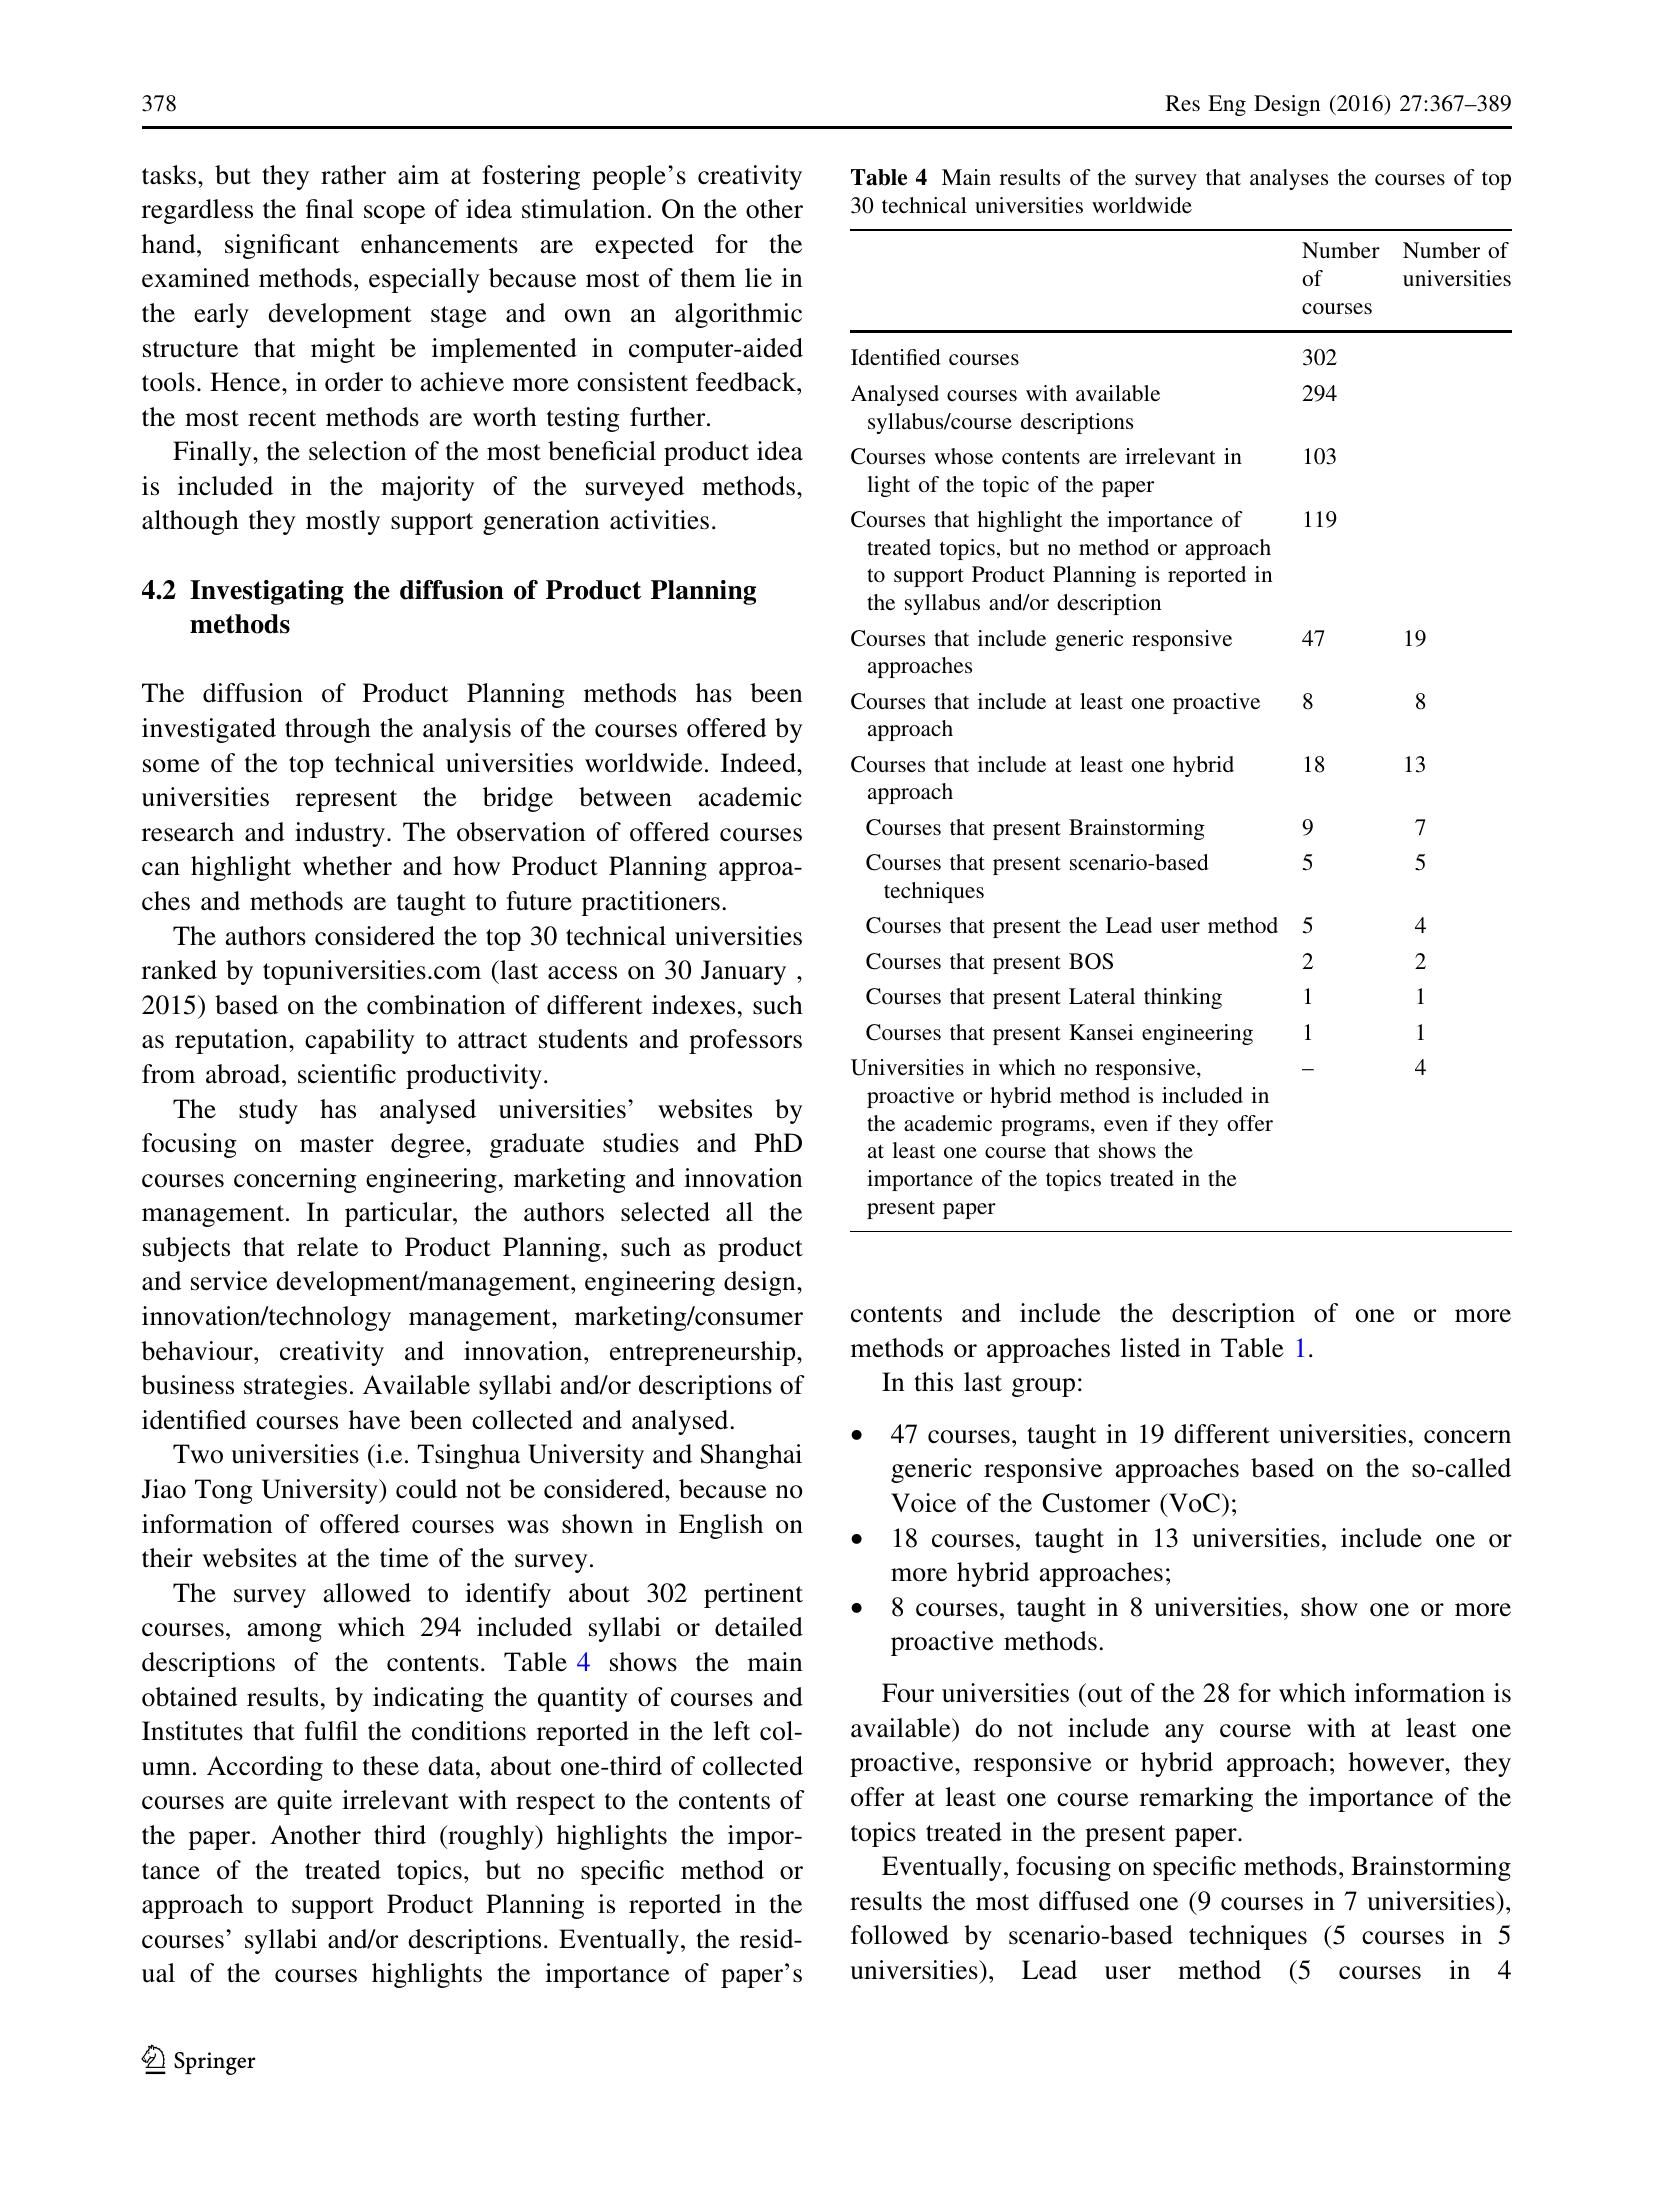 378
Res Eng Design (2016) 27:367–389
tasks, but they rather aim at fostering people's creativity
regardless the final scope of idea stimulation. On the other
hand, significant enhancements are expected for the
examined methods, especially because most of them lie in
the early development stage and own an algorithmic
structure that might be implemented in computer-aided
tools. Hence, in order to achieve more consistent feedback,
the most recent methods are worth testing further.
Finally, the selection of the most beneficial product idea
is included in the majority of the surveyed methods,
although they mostly support generation activities.
4.2 Investigating the diffusion of Product Planning
methods
The diffusion of Product Planning methods has been
investigated through the analysis of the courses offered by
some of the top technical universities worldwide. Indeed,
universities represent the bridge between academic
research and industry. The observation of offered courses
can highlight whether and how Product Planning approa-
ches and methods are taught to future practitioners.
The authors considered the top 30 technical universities
ranked by topuniversities.com (last access on 30 January ,
2015) based on the combination of different indexes, such
as reputation, capability to attract students and professors
from abroad, scientific productivity.
The study has analysed universities' websites by
focusing on master degree, graduate studies and PhD
courses concerning engineering, marketing and innovation
management. In particular, the authors selected all the
subjects that relate to Product Planning, such as product
and service development/management, engineering design,
innovation/technology management, marketing/consumer
behaviour, creativity and innovation, entrepreneurship,
business strategies. Available syllabi and/or descriptions of
identified courses have been collected and analysed.
Two universities (i.e. Tsinghua University and Shanghai
Jiao Tong University) could not be considered, because no
information of offered courses was shown in English on
their websites at the time of the survey.
The survey allowed to identify about 302 pertinent
courses, among which 294 included syllabi or detailed
descriptions of the contents. Table 4 shows the main
obtained results, by indicating the quantity of courses and
Institutes that fulfil the conditions reported in the left col-
umn. According to these data, about one-third of collected
courses are quite irrelevant with respect to the contents of
the paper. Another third (roughly) highlights the impor-
tance of the treated topics, but no specific method or
approach to support Product Planning is reported in the
courses' syllabi and/or descriptions. Eventually, the resid-
ual of the courses highlights the importance of paper's
Table 4 Main results of the survey that analyses the courses of top
30 technical universities worldwide
Number Number of
of universities
courses
Identified courses 302
Analysed courses with available 294
syllabus/course descriptions
Courses whose contents are irrelevant in 103
light of the topic of the paper
Courses that highlight the importance of 119
treated topics, but no method or approach
to support Product Planning is reported in
the syllabus and/or description
Courses that include generic responsive 47 19
approaches
Courses that include at least one proactive 8 8
approach
Courses that include at least one hybrid 18 13
approach
Courses that present Brainstorming 9 7
Courses that present scenario-based 5 5
techniques
Courses that present the Lead user method 5 4
Courses that present BOS 2 2
Courses that present Lateral thinking 1 1
Courses that present Kansei engineering 1 1
Universities in which no responsive, – 4
proactive or hybrid method is included in
the academic programs, even if they offer
at least one course that shows the
importance of the topics treated in the
present paper
contents and include the description of one or more
methods or approaches listed in Table 1.
In this last group:
• 47 courses, taught in 19 different universities, concern
generic responsive approaches based on the so-called
Voice of the Customer (VoC);
• 18 courses, taught in 13 universities, include one or
more hybrid approaches;
• 8 courses, taught in 8 universities, show one or more
proactive methods.
Four universities (out of the 28 for which information is
available) do not include any course with at least one
proactive, responsive or hybrid approach; however, they
offer at least one course remarking the importance of the
topics treated in the present paper.
Eventually, focusing on specific methods, Brainstorming
results the most diffused one (9 courses in 7 universities),
followed by scenario-based techniques (5 courses in 5
universities), Lead user method (5 courses in 4
Springer